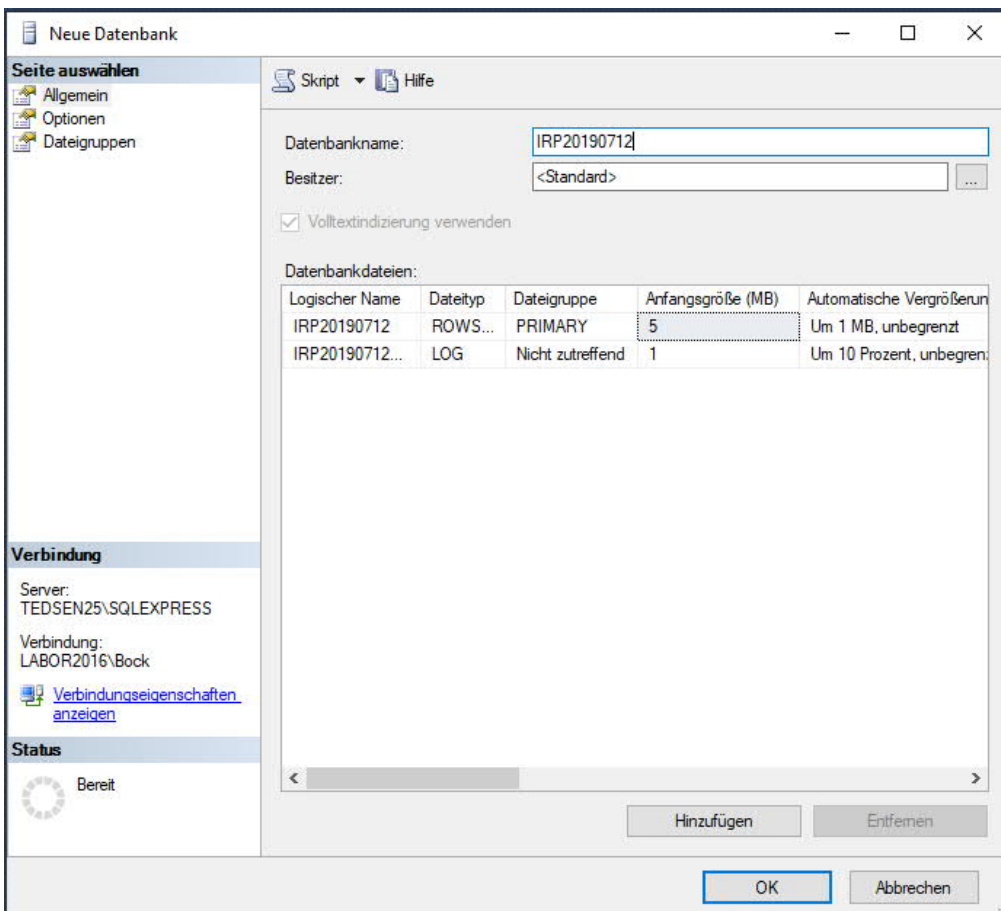 Neue Datenbank
Seite auswählen
Allgemein
Optionen
Dateigruppen
Skript
Hilfe
Datenbankname:
IRP20190712
Besitzer:
<Standard>
...
Volltextindizierung verwenden
Datenbankdateien:
Logischer Name Dateityp Dateigruppe Anfangsgröße (MB) Automatische Vergrößerun
IRP20190712 ROWS... PRIMARY 5 Um 1 MB, unbegrenzt
IRP20190712... LOG Nicht zutreffend 1 Um 10 Prozent, unbegren
Verbindung
Server:
TEDSEN25\SQLEXPRESS
Verbindung:
LABOR2016\Bock
Verbindungseigenschaften
anzeigen
Status
Bereit
Hinzufügen
Entfernen
OK
Abbrechen